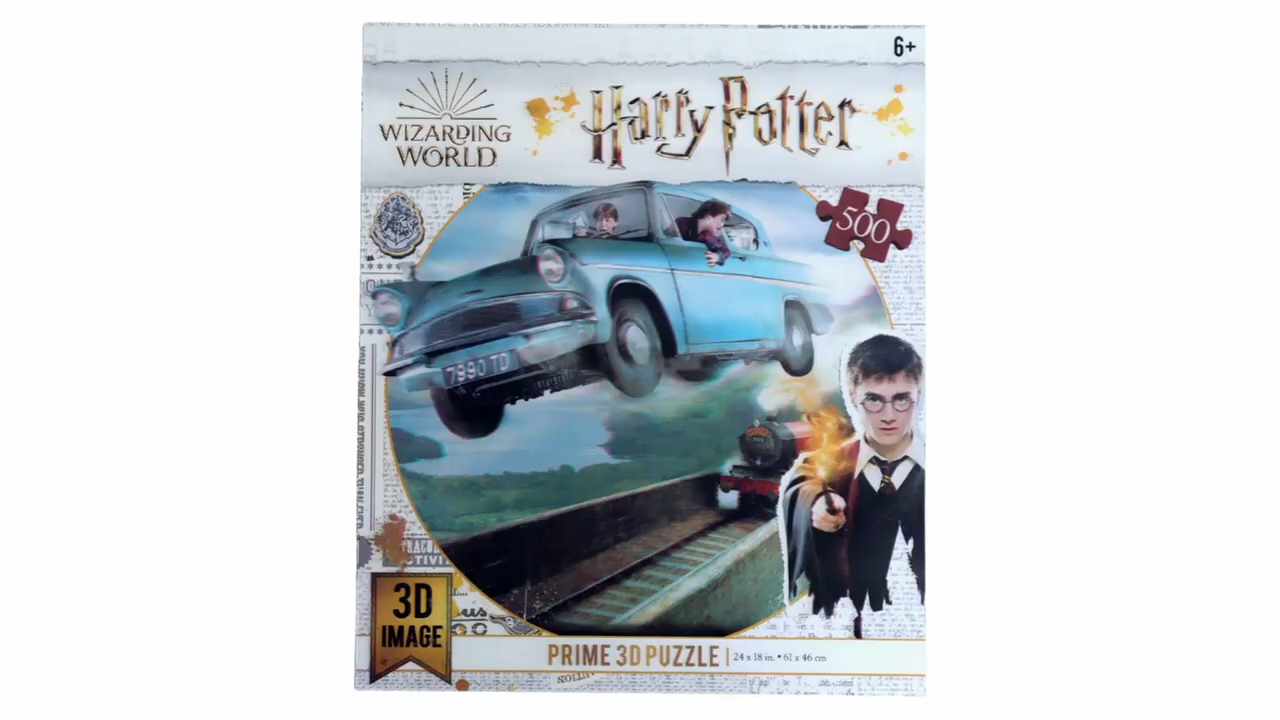 6+
WIZARDING
WORLD
Harry Potter
500
7990 TD
3D
IMAGE
PRIME 3D PUZZLE | 24 x 18 in. • 61 x 46 cm